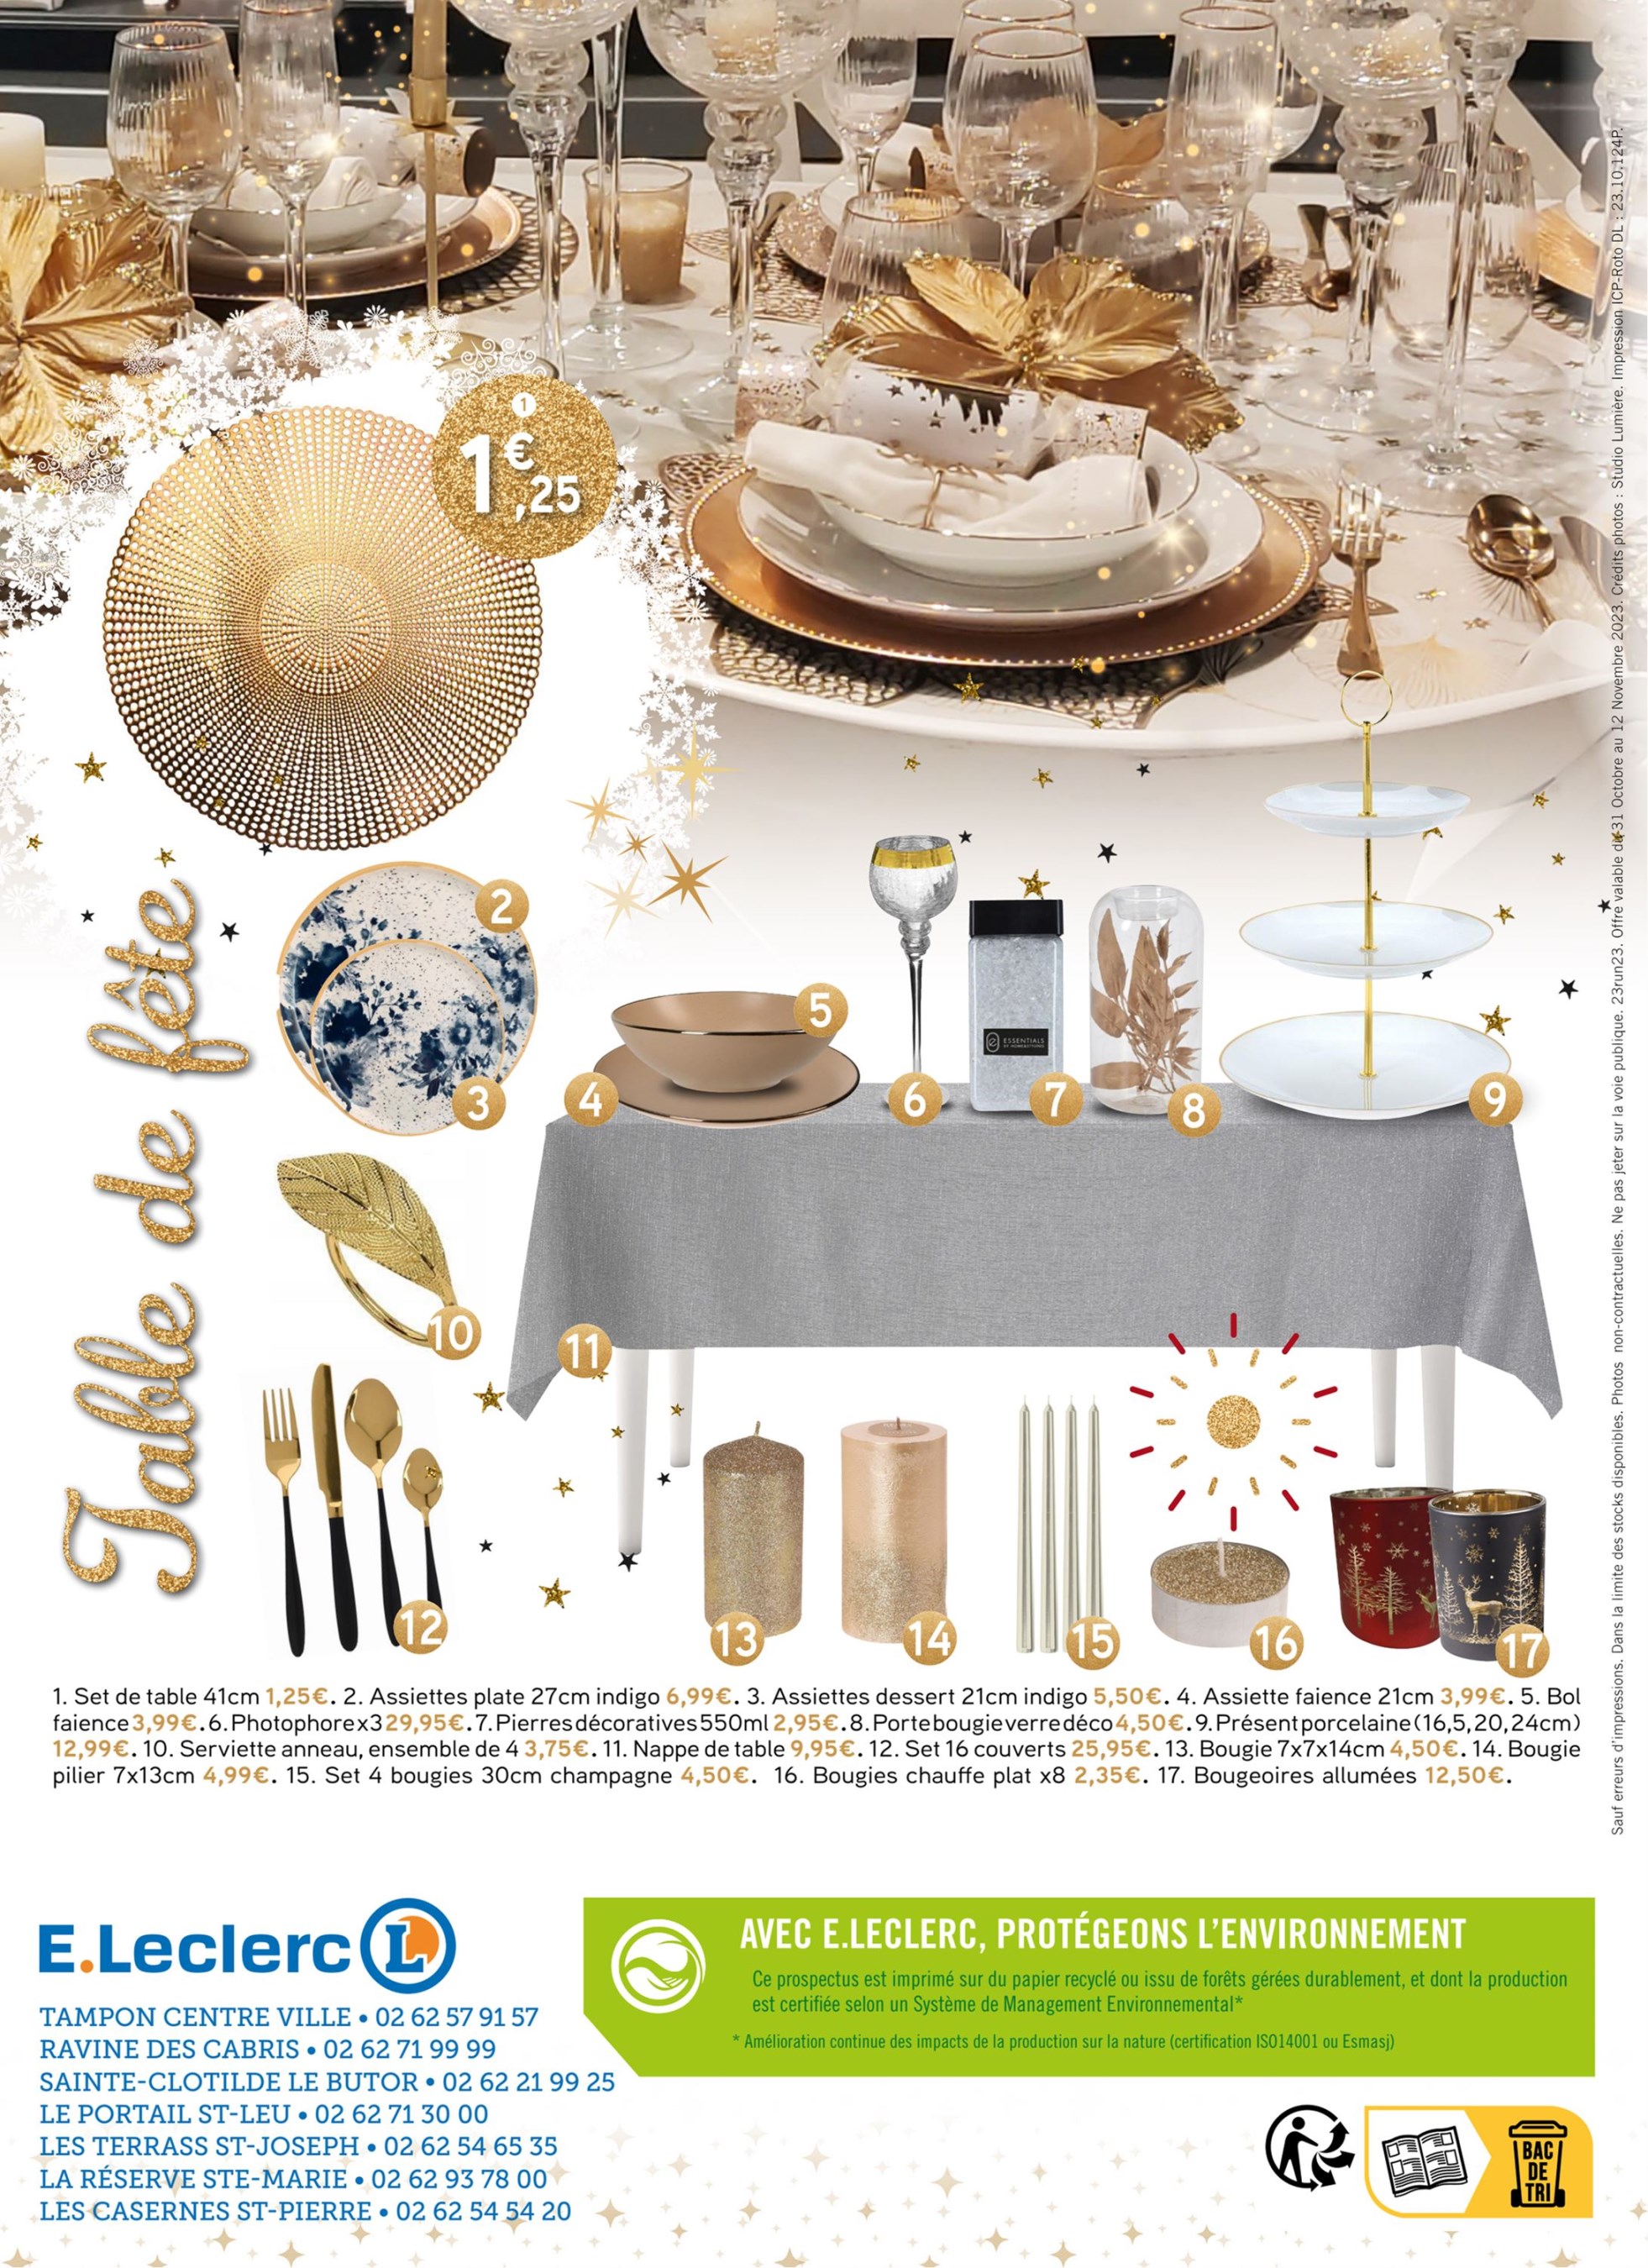 1
1€,25
Table de fête
2
3
4
5
6
7
ESSENTIALS
8
9
10
11
12
13
14
15
16
17
1. Set de table 41cm 1,25€. 2. Assiettes plate 27cm indigo 6,99€. 3. Assiettes dessert 21cm indigo 5,50€. 4. Assiette faience 21cm 3,99€. 5. Bol
faience 3,99€. 6. Photophore x3 29,95€. 7. Pierres décoratives 550ml 2,95€. 8. Porte bougie verre déco 4,50€. 9. Présent porcelaine (16,5, 20, 24cm)
12,99€. 10. Serviette anneau, ensemble de 4 3,75€. 11. Nappe de table 9,95€. 12. Set 16 couverts 25,95€. 13. Bougie 7x7x14cm 4,50€. 14. Bougie
pilier 7x13cm 4,99€. 15. Set 4 bougies 30cm champagne 4,50€. 16. Bougies chauffe plat x8 2,35€. 17. Bougeoires allumées 12,50€.
Sauf erreurs d'impressions. Dans la limite des stocks disponibles. Photos non-contractuelles. Ne pas jeter sur la voie publique. 23run23. Offre valable du 31 Octobre au 12 Novembre 2023. Crédits photos : Studio Lumière. Impression ICP-Roto DL : 23.10.124P.
E.Leclerc L
TAMPON CENTRE VILLE • 02 62 57 91 57
RAVINE DES CABRIS • 02 62 71 99 99
SAINTE-CLOTILDE LE BUTOR • 02 62 21 99 25
LE PORTAIL ST-LEU • 02 62 71 30 00
LES TERRASS ST-JOSEPH • 02 62 54 65 35
LA RÉSERVE STE-MARIE • 02 62 93 78 00
LES CASERNES ST-PIERRE • 02 62 54 54 20
AVEC E.LECLERC, PROTÉGEONS L'ENVIRONNEMENT
Ce prospectus est imprimé sur du papier recyclé ou issu de forêts gérées durablement, et dont la production
est certifiée selon un Système de Management Environnemental*
* Amélioration continue des impacts de la production sur la nature (certification ISO14001 ou Esmasj)
BAC
DE
TRI